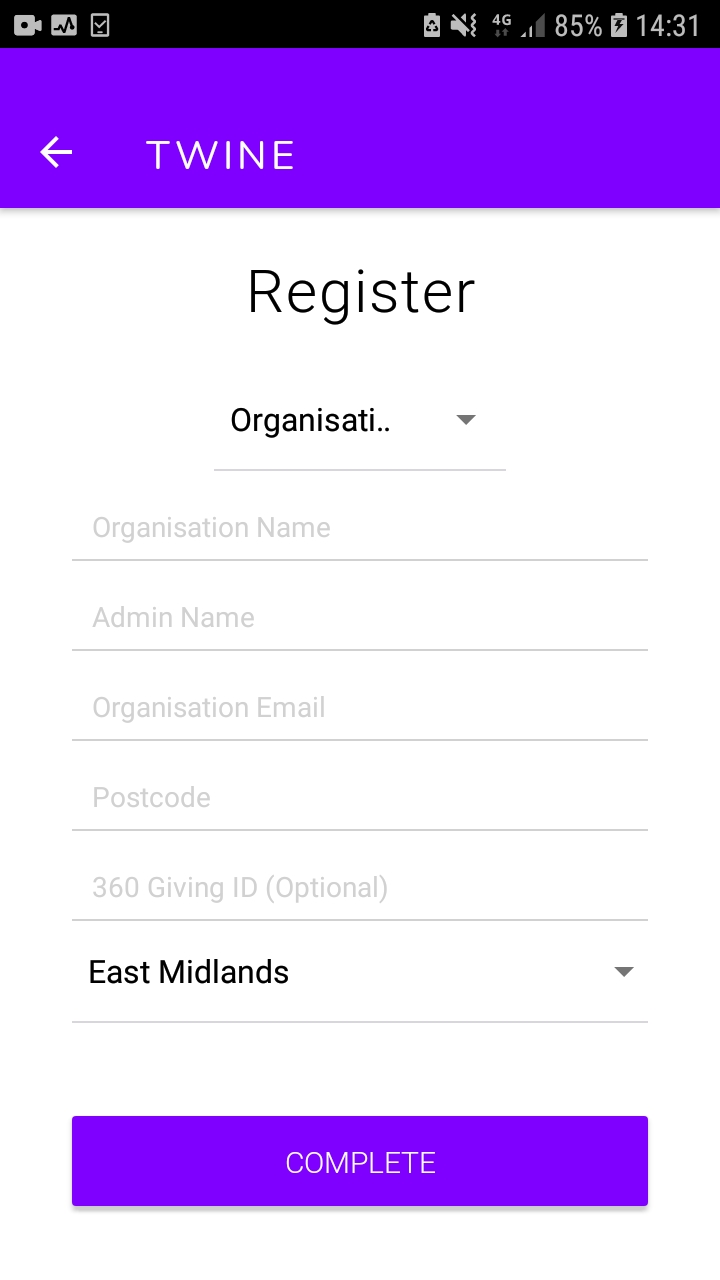 4G 85% 14:31
TWINE
Register
Organisati..
Organisation Name
Admin Name
Organisation Email
Postcode
360 Giving ID (Optional)
East Midlands
COMPLETE